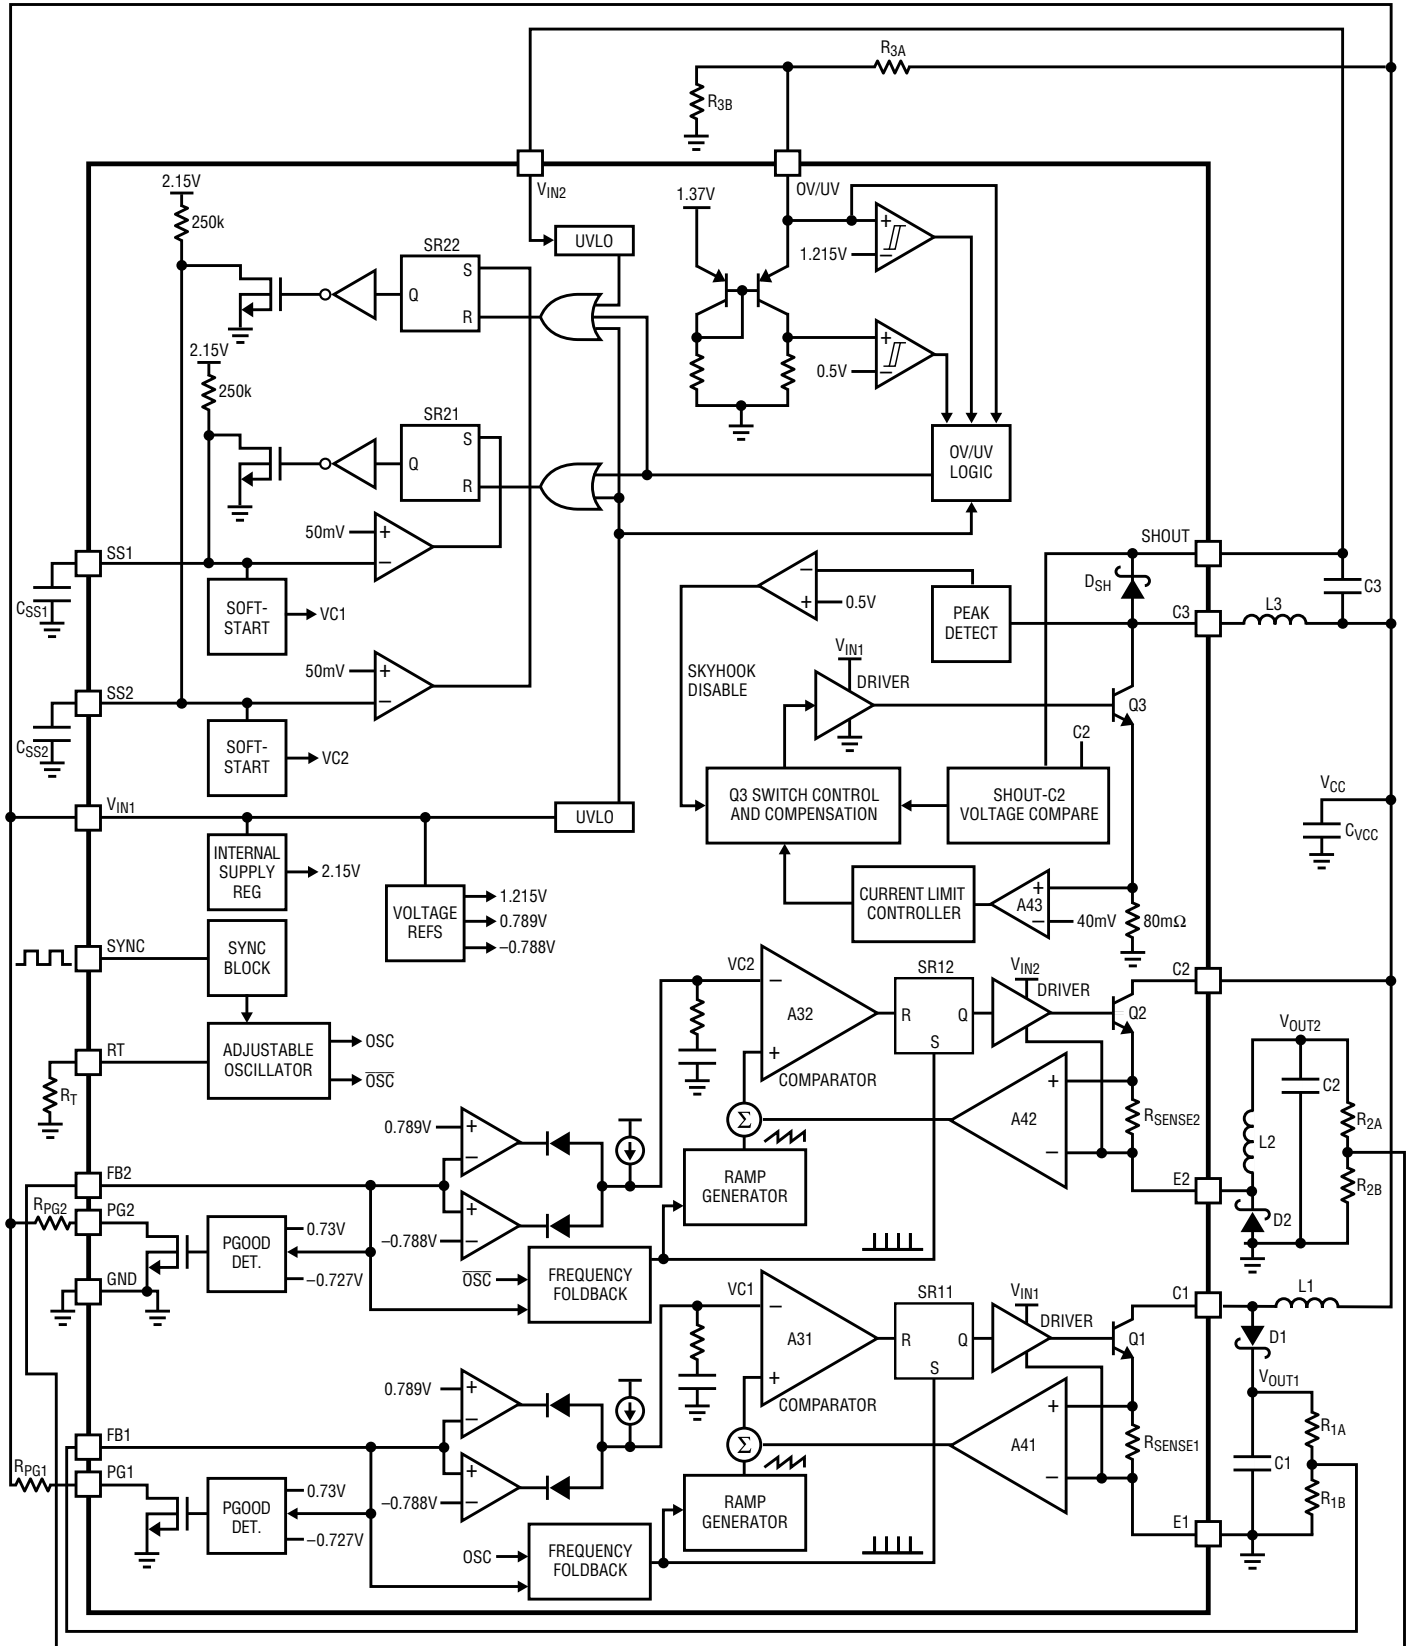 R3A
R3B
VIN2
OV/UV
2.15V
250k
SR22
S
Q
R
UVLO
1.37V
+
1.215V
–
2.15V
250k
+
0.5V
–
SR21
S
Q
R
OV/UV
LOGIC
50mV
+
–
SS1
CSS1
SOFT-
START
VC1
SHOUT
DSH
C3
L3
C3
–
+
0.5V
PEAK
DETECT
50mV
+
–
SKYHOOK
DISABLE
VIN1
DRIVER
Q3
SS2
CSS2
SOFT-
START
VC2
C2
Q3 SWITCH CONTROL
AND COMPENSATION
SHOUT-C2
VOLTAGE COMPARE
VCC
CVCC
VIN1
UVLO
INTERNAL
SUPPLY
REG
2.15V
VOLTAGE
REFS
1.215V
0.789V
–0.788V
CURRENT LIMIT
CONTROLLER
A43
+
–
40mV
80mΩ
SYNC
SYNC
BLOCK
RT
RT
ADJUSTABLE
OSCILLATOR
OSC
O̅S̅C̅
VC2
–
A32
+
COMPARATOR
SR12
R
Q
S
VIN2
DRIVER
Q2
C2
VOUT2
C2
R2A
L2
R2B
D2
E2
+
A42
–
RSENSE2
Σ
RAMP
GENERATOR
0.789V
+
–
+
–0.788V
–
FB2
RPG2
PG2
PGOOD
DET.
0.73V
–0.727V
GND
O̅S̅C̅
FREQUENCY
FOLDBACK
VC1
–
A31
+
COMPARATOR
SR11
R
Q
S
VIN1
DRIVER
Q1
C1
L1
D1
VOUT1
R1A
C1
R1B
E1
+
A41
–
RSENSE1
Σ
RAMP
GENERATOR
0.789V
+
–
+
–0.788V
–
FB1
RPG1
PG1
PGOOD
DET.
0.73V
–0.727V
OSC
FREQUENCY
FOLDBACK